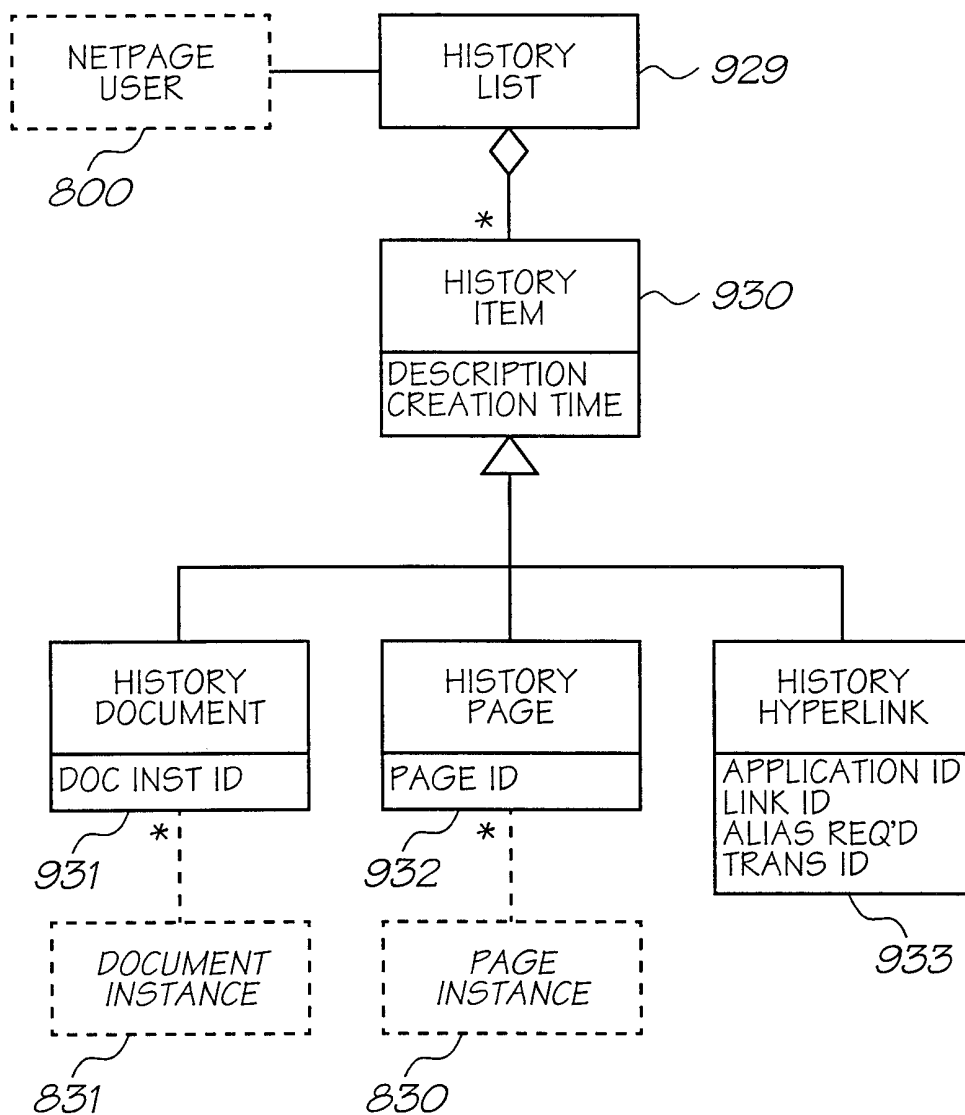 NETPAGE
USER
800
HISTORY
LIST
929
*
HISTORY
ITEM
930
DESCRIPTION
CREATION TIME
HISTORY
DOCUMENT
DOC INST ID
931
*
HISTORY
PAGE
PAGE ID
932
*
HISTORY
HYPERLINK
APPLICATION ID
LINK ID
ALIAS REQ'D
TRANS ID
933
DOCUMENT
INSTANCE
831
PAGE
INSTANCE
830